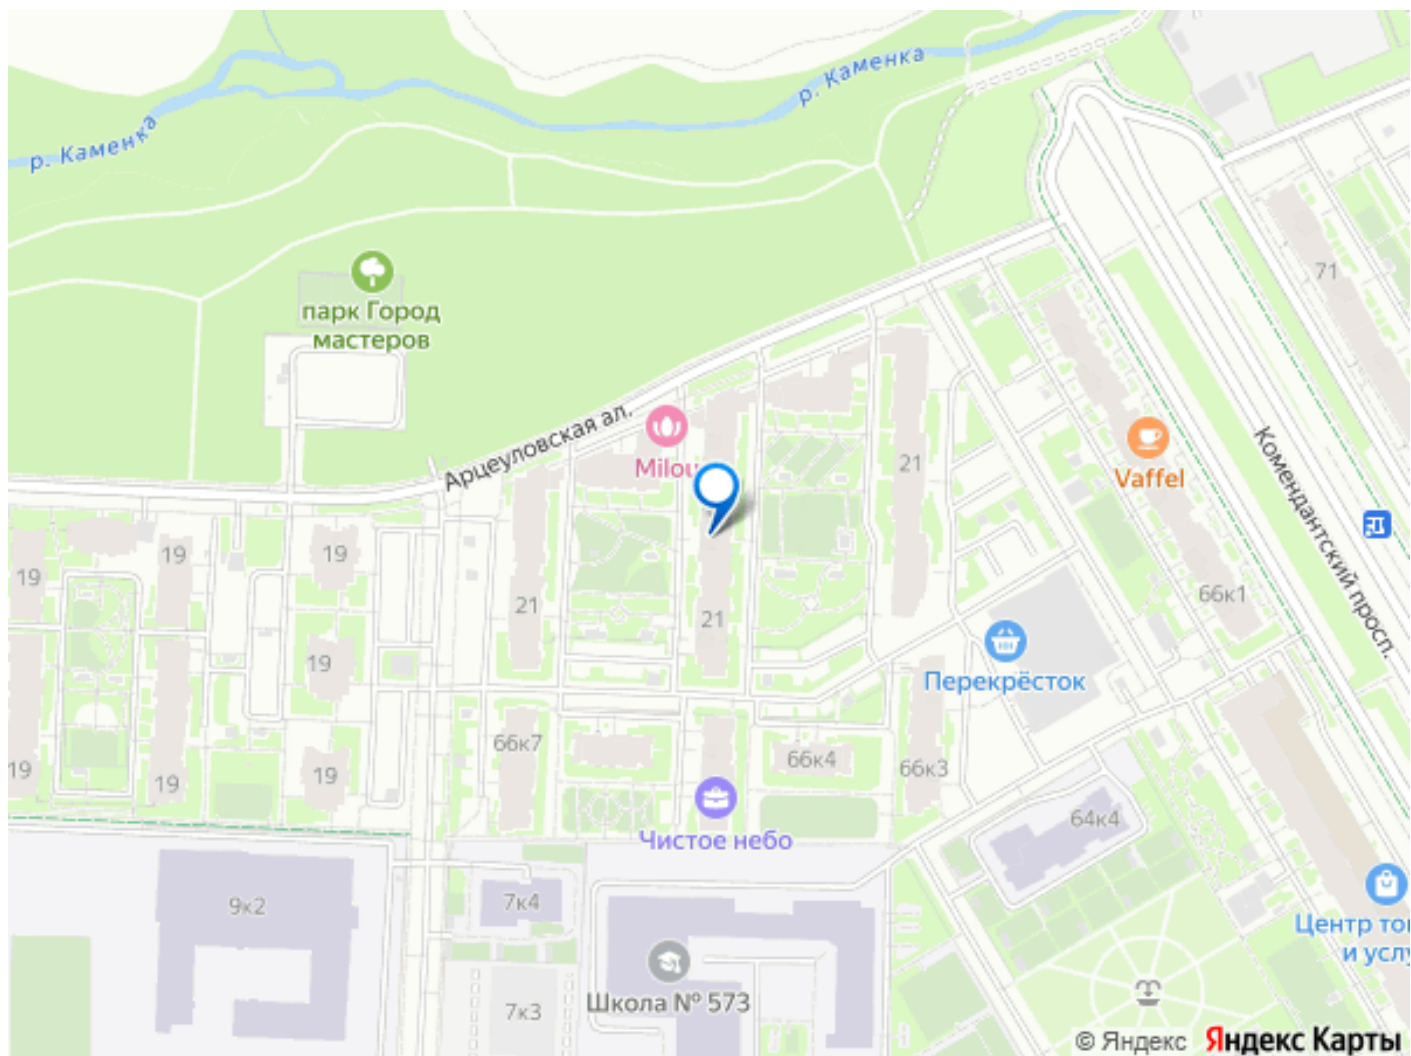 р. Каменка
р. Каменка
парк Город
мастеров
71
Арцеуловская ал.
Milou
21
Vaffel
Комендантский просп.
19
19
19
21
21
66к1
19
Перекрёсток
66к7
66к4
66к3
19
19
19
Чистое небо
64к4
9к2
7к4
Центр то
и услу
Школа № 573
7к3
© Яндекс Яндекс Карты